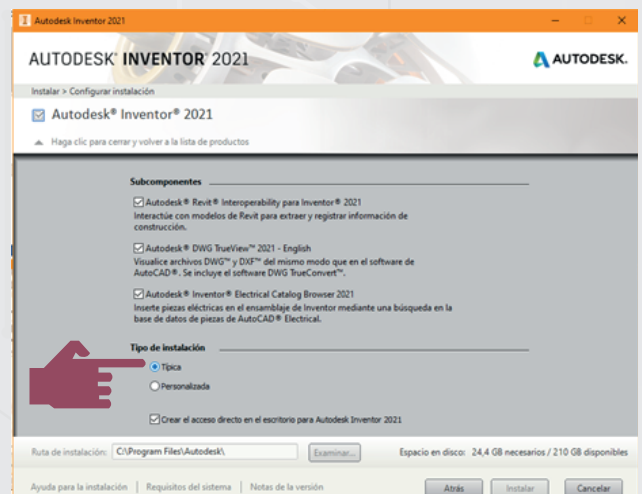 Autodesk Inventor 2021
AUTODESK® INVENTOR® 2021
AUTODESK.
Instalar > Configurar instalación
Autodesk® Inventor® 2021
Haga clic para cerrar y volver a la lista de productos
Subcomponentes
Autodesk® Revit® Interoperability para Inventor® 2021
Interactúe con modelos de Revit para extraer y registrar información de
construcción.
Autodesk® DWG TrueView™ 2021 - English
Visualice archivos DWG™ y DXF™ del mismo modo que en el software de
AutoCAD®. Se incluye el software DWG TrueConvert™.
Autodesk® Inventor® Electrical Catalog Browser 2021
Inserte piezas eléctricas en el ensamblaje de Inventor mediante una búsqueda en la
base de datos de piezas de AutoCAD® Electrical.
Tipo de instalación
Típica
Personalizada
Crear el acceso directo en el escritorio para Autodesk Inventor 2021
Ruta de instalación: C:\Program Files\Autodesk\ Examinar... Espacio en disco: 24,4 GB necesarios / 210 GB disponibles
Ayuda para la instalación | Requisitos del sistema | Notas de la versión Atrás Instalar Cancelar